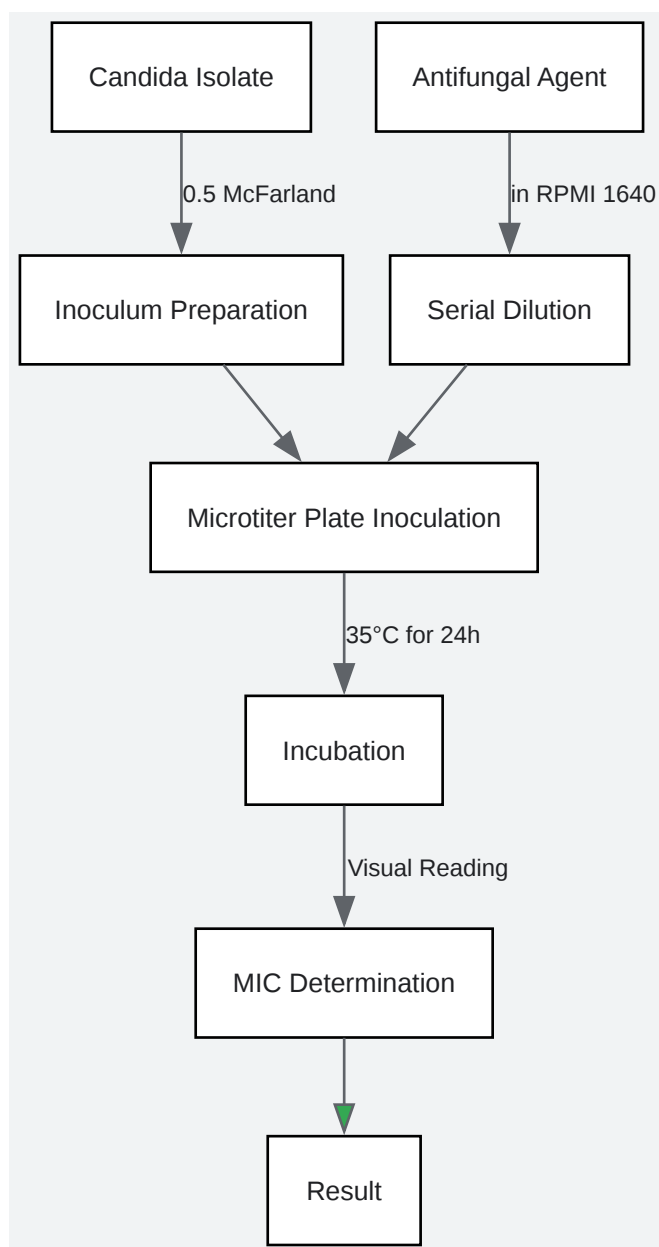 Candida Isolate
Antifungal Agent
0.5 McFarland
in RPMI 1640
Inoculum Preparation
Serial Dilution
Microtiter Plate Inoculation
35°C for 24h
Incubation
Visual Reading
MIC Determination
Result